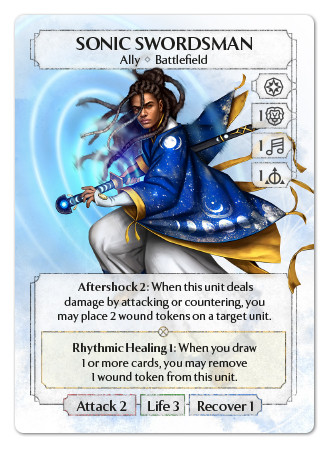 SONIC SWORDSMAN
Ally ◇ Battlefield
1
1
1
Aftershock 2: When this unit deals
damage by attacking or countering, you
may place 2 wound tokens on a target unit.
Rhythmic Healing 1: When you draw
1 or more cards, you may remove
1 wound token from this unit.
Attack 2 Life 3 Recover 1